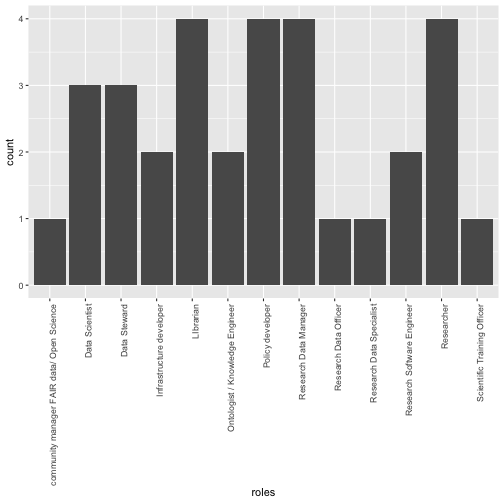 4
3
2
1
0
count
community manager FAIR data/ Open Science
Data Scientist
Data Steward
Infrastructure developer
Librarian
Ontologist / Knowledge Engineer
Policy developer
Research Data Manager
Research Data Officer
Research Data Specialist
Research Software Engineer
Researcher
Scientific Training Officer
roles